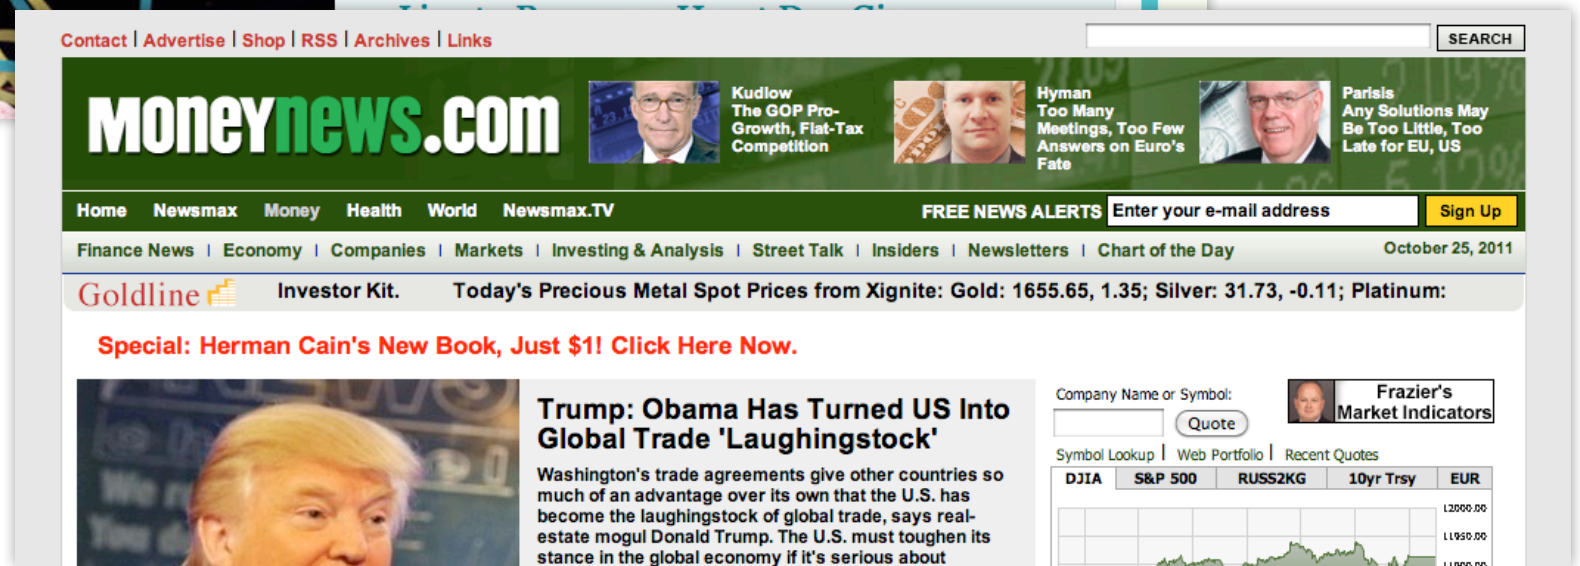 Contact | Advertise | Shop | RSS | Archives | Links
SEARCH
MONEYNEWS.COM
Kudlow
The GOP Pro-
Growth, Flat-Tax
Competition
Hyman
Too Many
Meetings, Too Few
Answers on Euro's
Fate
Parisis
Any Solutions May
Be Too Little, Too
Late for EU, US
Home Newsmax Money Health World Newsmax.TV
FREE NEWS ALERTS Enter your e-mail address Sign Up
Finance News | Economy | Companies | Markets | Investing & Analysis | Street Talk | Insiders | Newsletters | Chart of the Day
October 25, 2011
Goldline Investor Kit. Today's Precious Metal Spot Prices from Xignite: Gold: 1655.65, 1.35; Silver: 31.73, -0.11; Platinum:
Special: Herman Cain's New Book, Just $1! Click Here Now.
Trump: Obama Has Turned US Into
Global Trade 'Laughingstock'
Washington's trade agreements give other countries so
much of an advantage over its own that the U.S. has
become the laughingstock of global trade, says real-
estate mogul Donald Trump. The U.S. must toughen its
stance in the global economy if it's serious about
Company Name or Symbol:
Quote
Frazier's
Market Indicators
Symbol Lookup | Web Portfolio | Recent Quotes
DJIA S&P 500 RUSS2KG 10yr Trsy EUR
12000.00
11950.00